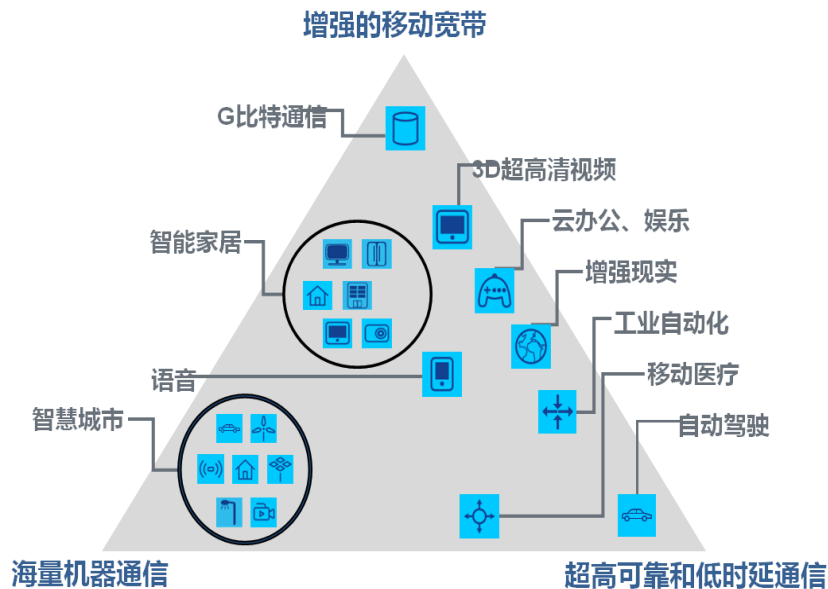 增强的移动宽带
G比特通信
3D超高清视频
云办公、娱乐
智能家居
增强现实
工业自动化
语音
移动医疗
智慧城市
自动驾驶
海量机器通信
超高可靠和低时延通信